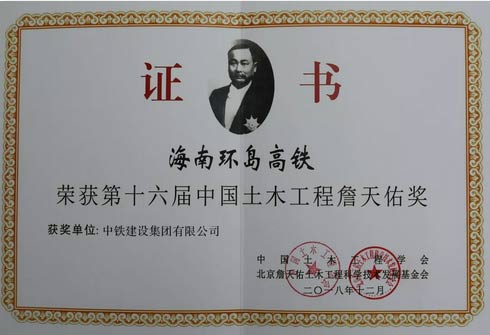 证 书
海南环岛高铁
荣获第十六届中国土木工程詹天佑奖
获奖单位:中铁建设集团有限公司
中国土木工程学会
北京詹天佑土木工程科学技术发展基金会
二〇一八年十二月